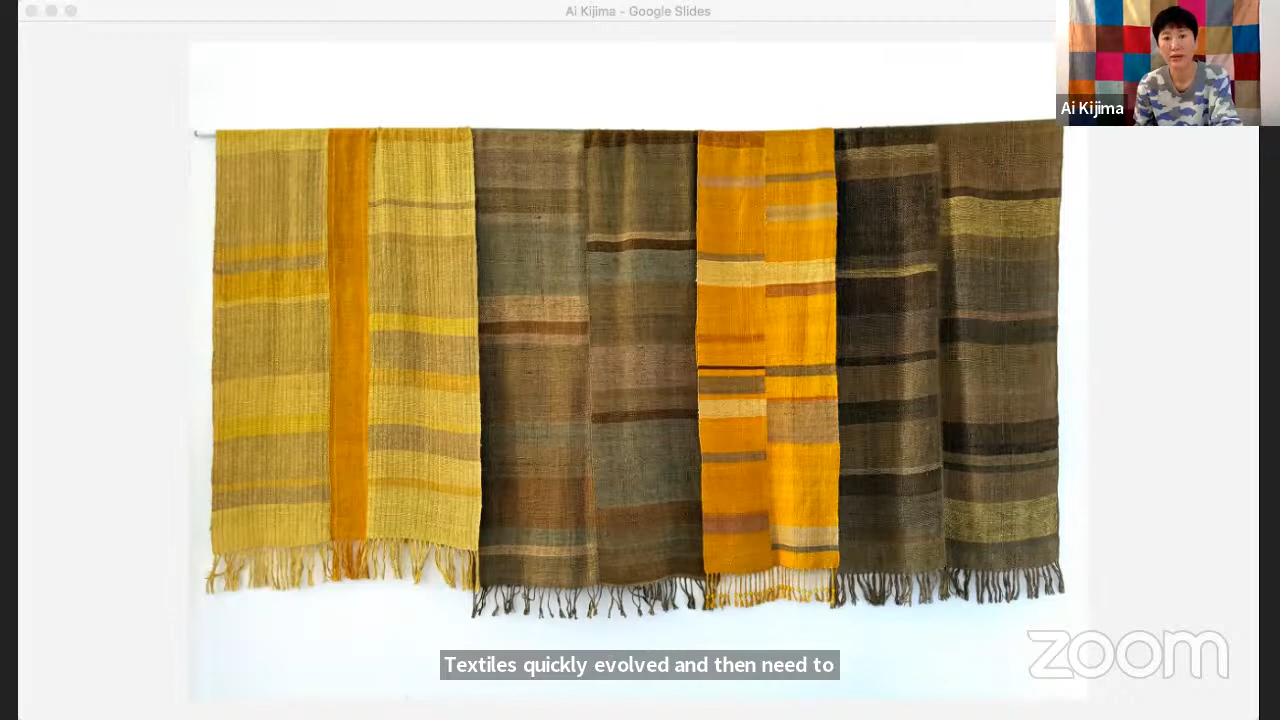 Ai Kijima - Google Slides
Ai Kijima
Textiles quickly evolved and then need to
zoom